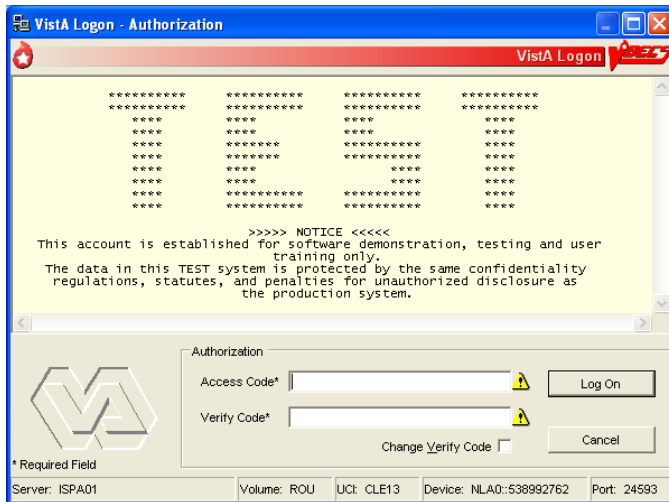 VistA Logon - Authorization
VistA Logon VBECS
********** ********** ********** **********
********** ********** ********** **********
**** **** **** ****
**** **** **** ****
**** ******* ********** ****
**** ******* ********** ****
**** **** **** ****
**** **** **** ****
**** ********** ********** ****
**** ********** ********** ****
>>>>> NOTICE <<<<<
This account is established for software demonstration, testing and user
training only.
The data in this TEST system is protected by the same confidentiality
regulations, statutes, and penalties for unauthorized disclosure as
the production system.
Authorization
Access Code*
Log On
Verify Code*
Change Verify Code
Cancel
* Required Field
Server: ISPA01 Volume: ROU UCI: CLE13 Device: NLA0::538992762 Port: 24593